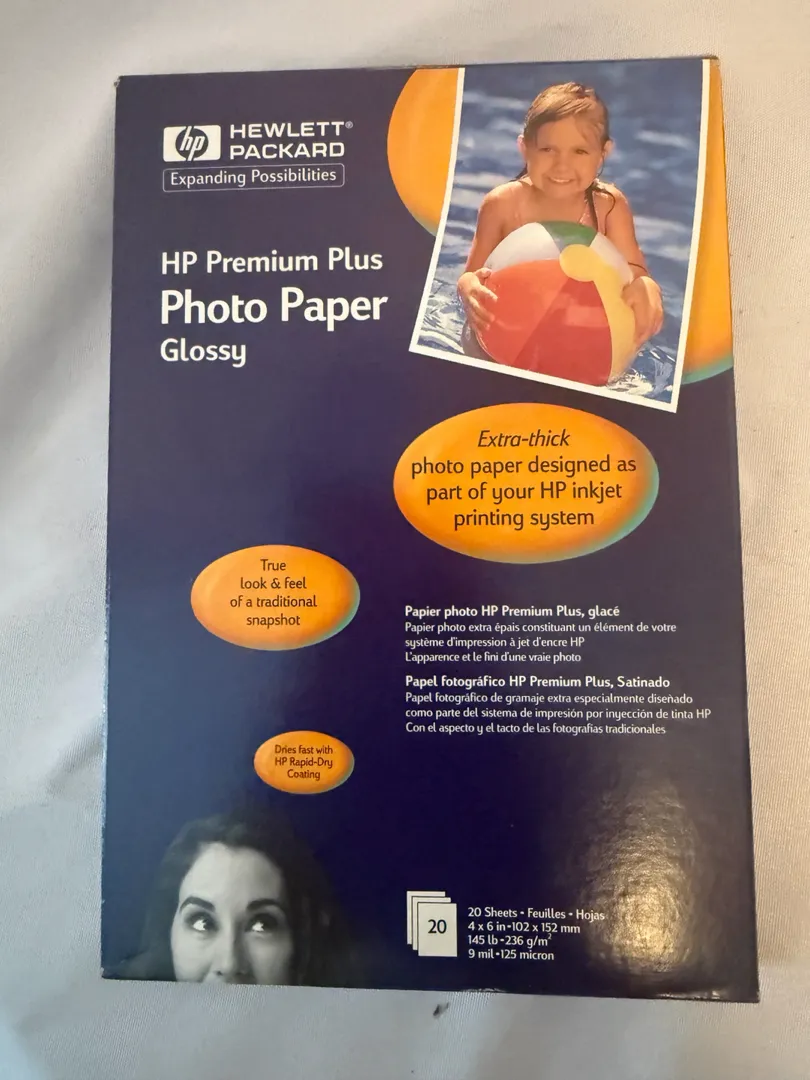 hp HEWLETT®
PACKARD
Expanding Possibilities
HP Premium Plus
Photo Paper
Glossy
Extra-thick
photo paper designed as
part of your HP inkjet
printing system
True
look & feel
of a traditional
snapshot
Papier photo HP Premium Plus, glacé
Papier photo extra épais constituant un élément de votre
système d'impression à jet d'encre HP
L'apparence et le fini d'une vraie photo
Papel fotográfico HP Premium Plus, Satinado
Papel fotográfico de gramaje extra especialmente diseñado
como parte del sistema de impresión por inyección de tinta HP
Con el aspecto y el tacto de las fotografías tradicionales
Dries fast with
HP Rapid-Dry
Coating
20
20 Sheets • Feuilles • Hojas
4 x 6 in•102 x 152 mm
145 lb•236 g/m²
9 mil•125 micron